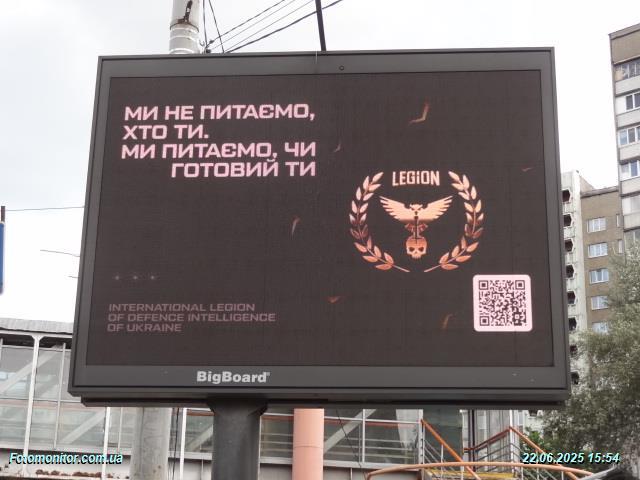 МИ НЕ ПИТАЄМО,
ХТО ТИ.
МИ ПИТАЄМО, ЧИ
ГОТОВИЙ ТИ
LEGION
INTERNATIONAL LEGION
OF DEFENCE INTELLIGENCE
OF UKRAINE
BigBoard
Fotomonitor.com.ua
22.06.2025 15:54